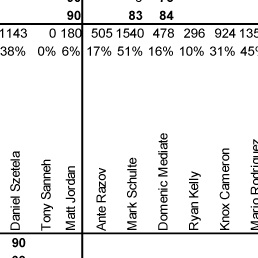 90 83 84
1143 0 180 505 1540 478 296 924
38% 0% 6% 17% 51% 16% 10% 31% 45%
Daniel Szetela
Tony Sanneh
Matt Jordan
Ante Razov
Mark Schulte
Domenic Mediate
Ryan Kelly
Knox Cameron
90